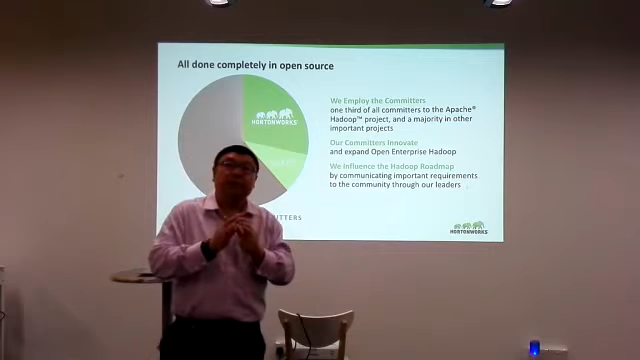 All done completely in open source
HORTONWORKS
We Employ the Committers
one third of all committers to the Apache®
Hadoop™ project, and a majority in other
important projects
Our Committers Innovate
and expand Open Enterprise Hadoop
We Influence the Hadoop Roadmap
by communicating important requirements
to the community through our leaders
HORTONWORKS